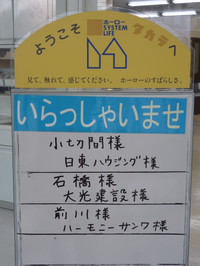 ようこそ
ホーロー
SYSTEM
LIFE
タカラへ
見て、触れて、感じてください。ホーローのすばらしさ。
いらっしゃいませ
小切間様
日東ハウジング様
石橋様
大光建設様
前川様
ハーモニーサンワ様